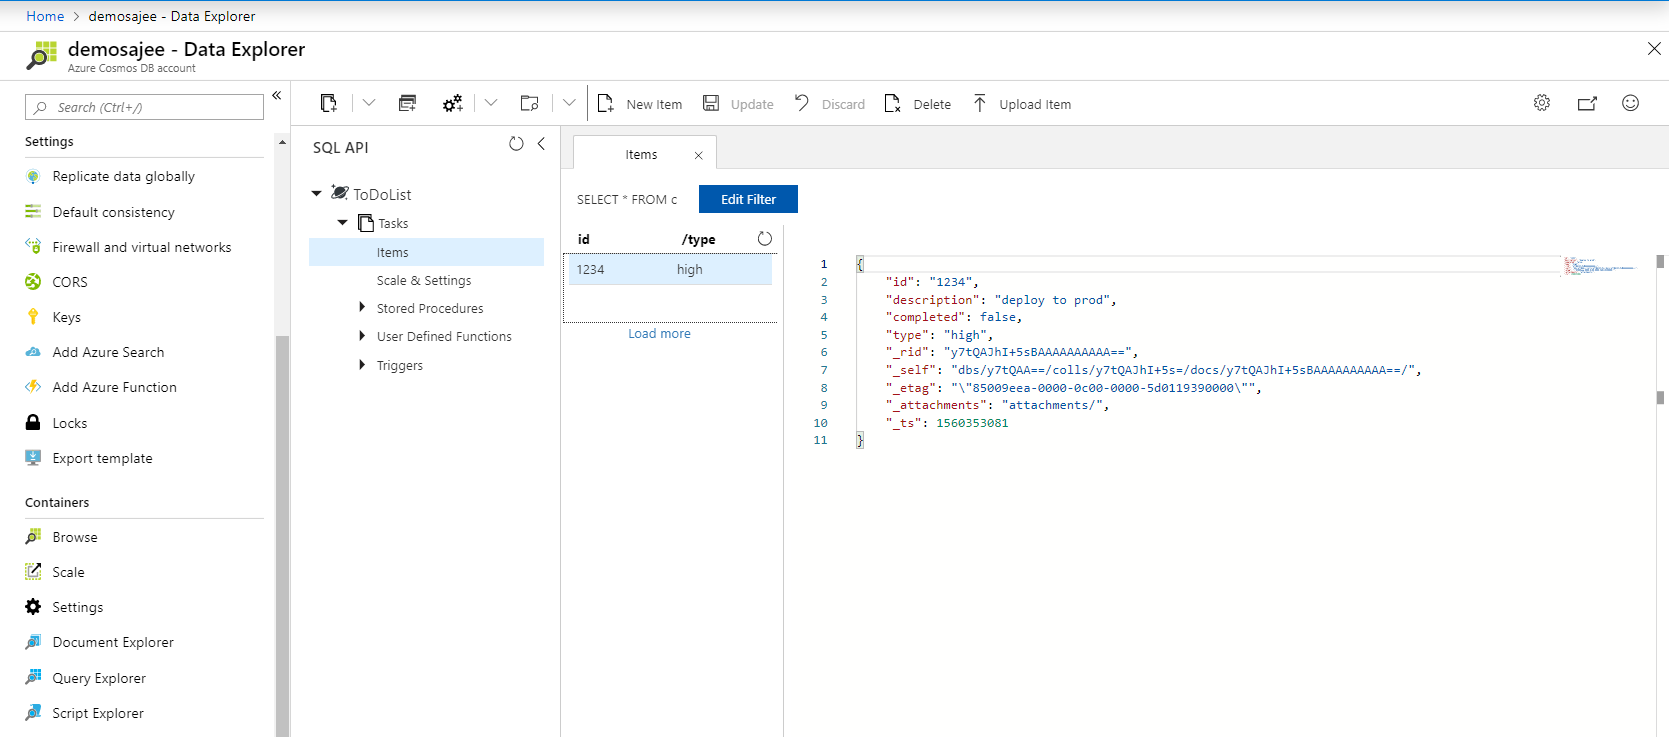 Home > demosajee - Data Explorer
demosajee - Data Explorer
Azure Cosmos DB account
Search (Ctrl+/)
Settings
Replicate data globally
Default consistency
Firewall and virtual networks
CORS
Keys
Add Azure Search
Add Azure Function
Locks
Export template
Containers
Browse
Scale
Settings
Document Explorer
Query Explorer
Script Explorer
New Item Update Discard Delete Upload Item
SQL API
ToDoList
Tasks
Items
Scale & Settings
Stored Procedures
User Defined Functions
Triggers
Items
SELECT * FROM c Edit Filter
id /type
1234 high
Load more
1 {
2 "id": "1234",
3 "description": "deploy to prod",
4 "completed": false,
5 "type": "high",
6 "_rid": "y7tQAJhI+5sBAAAAAAAAAA==",
7 "_self": "dbs/y7tQAA==/colls/y7tQAJhI+5s=/docs/y7tQAJhI+5sBAAAAAAAAAA==/",
8 "_etag": "\"85009eea-0000-0c00-0000-5d0119390000\"",
9 "_attachments": "attachments/",
10 "_ts": 1560353081
11 }